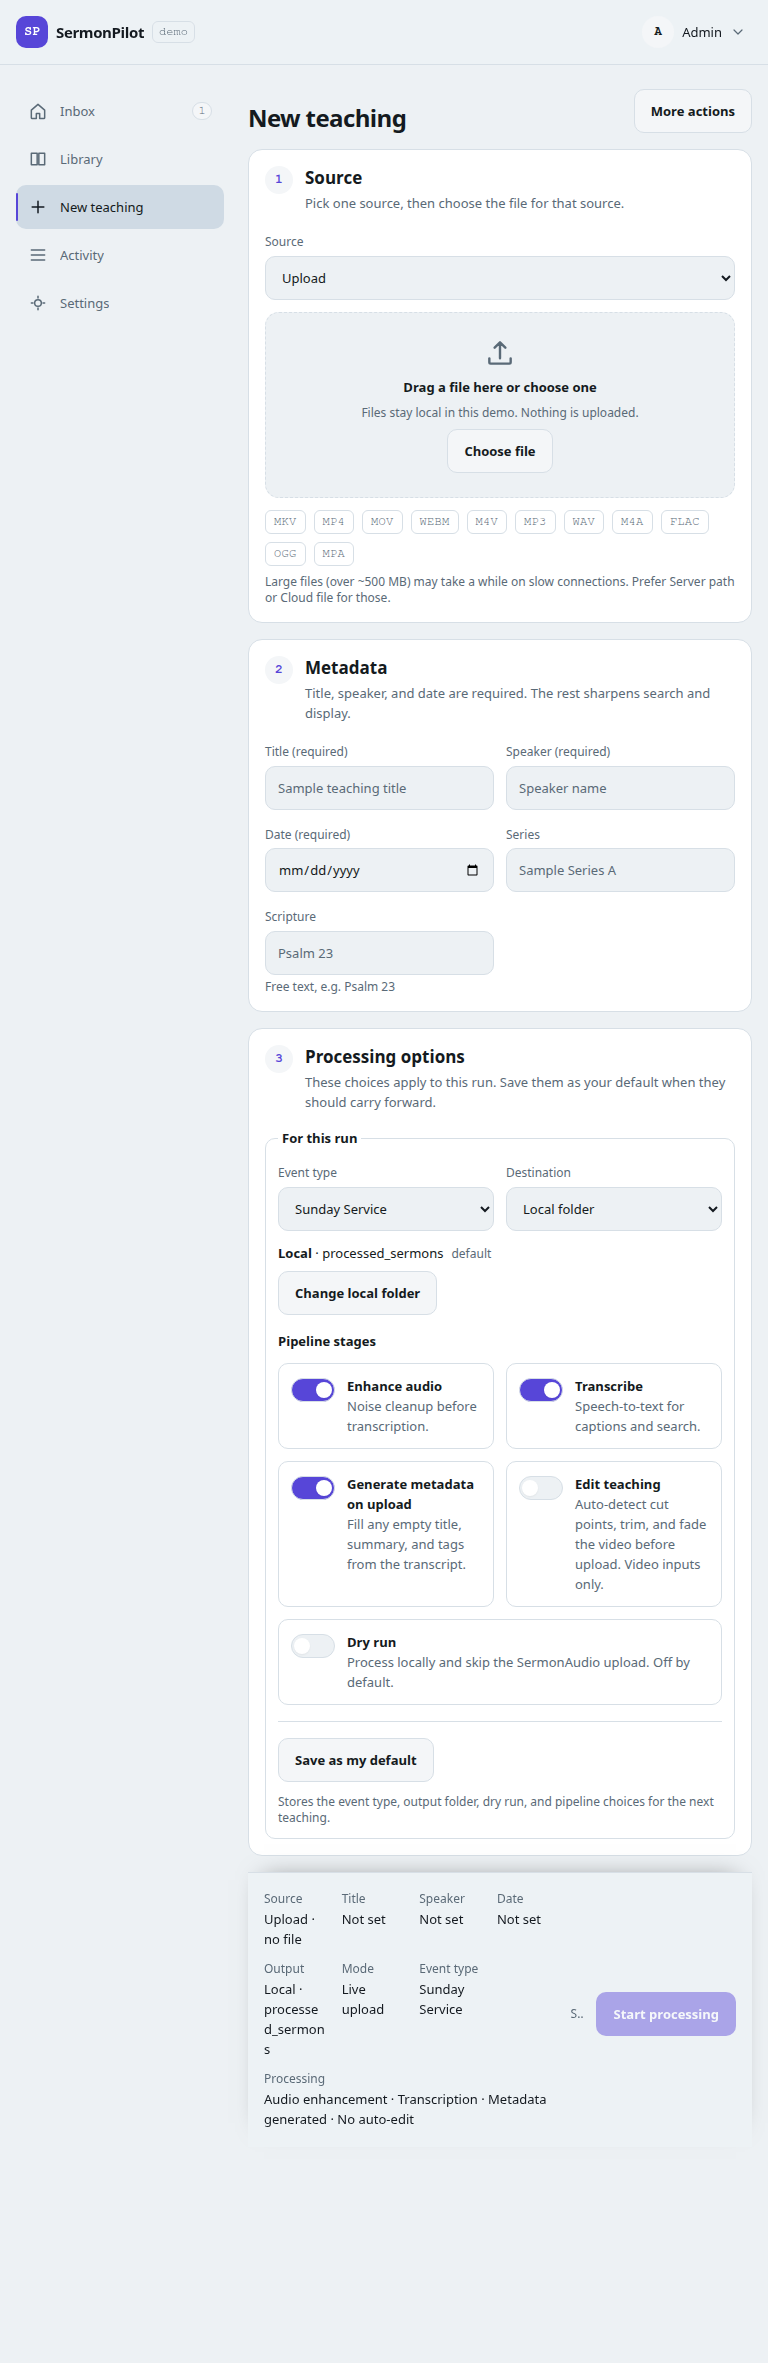 SP SermonPilot demo
A Admin
Inbox 1
Library
New teaching
Activity
Settings
New teaching
More actions
1 Source
Pick one source, then choose the file for that source.
Source
Upload
Drag a file here or choose one
Files stay local in this demo. Nothing is uploaded.
Choose file
MKV MP4 MOV WEBM M4V MP3 WAV M4A FLAC
OGG MPA
Large files (over ~500 MB) may take a while on slow connections. Prefer Server path
or Cloud file for those.
2 Metadata
Title, speaker, and date are required. The rest sharpens search and
display.
Title (required) Speaker (required)
Sample teaching title Speaker name
Date (required) Series
mm/dd/yyyy Sample Series A
Scripture
Psalm 23
Free text, e.g. Psalm 23
3 Processing options
These choices apply to this run. Save them as your default when they
should carry forward.
For this run
Event type Destination
Sunday Service Local folder
Local · processed_sermons default
Change local folder
Pipeline stages
Enhance audio
Noise cleanup before
transcription.
Transcribe
Speech-to-text for
captions and search.
Generate metadata
on upload
Fill any empty title,
summary, and tags
from the transcript.
Edit teaching
Auto-detect cut
points, trim, and fade
the video before
upload. Video inputs
only.
Dry run
Process locally and skip the SermonAudio upload. Off by
default.
Save as my default
Stores the event type, output folder, dry run, and pipeline choices for the next
teaching.
Source
Upload ·
no file
Title
Not set
Speaker
Not set
Date
Not set
Output
Local ·
processe
d_sermon
s
Mode
Live
upload
Event type
Sunday
Service
Processing
Audio enhancement · Transcription · Metadata
generated · No auto-edit
S..
Start processing